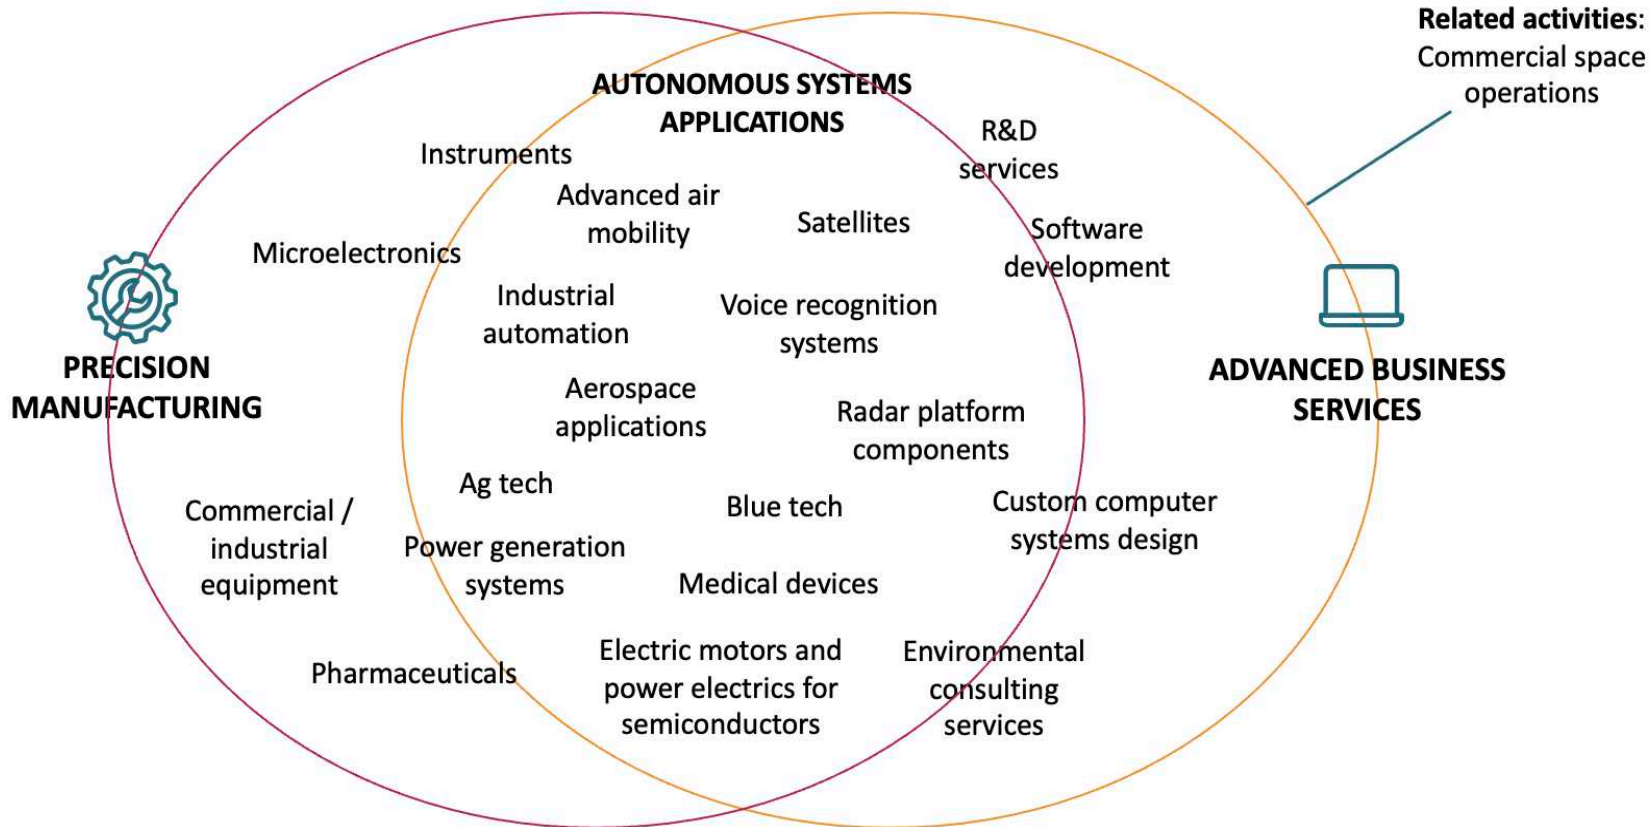 Related activities:
Commercial space
operations
AUTONOMOUS SYSTEMS
APPLICATIONS
R&D
services
Instruments
Advanced air
mobility
Satellites
Software
development
Microelectronics
Industrial
automation
Voice recognition
systems
PRECISION
MANUFACTURING
ADVANCED BUSINESS
SERVICES
Aerospace
applications
Radar platform
components
Ag tech
Blue tech
Custom computer
systems design
Commercial /
industrial
equipment
Power generation
systems
Medical devices
Pharmaceuticals
Electric motors and
power electrics for
semiconductors
Environmental
consulting
services